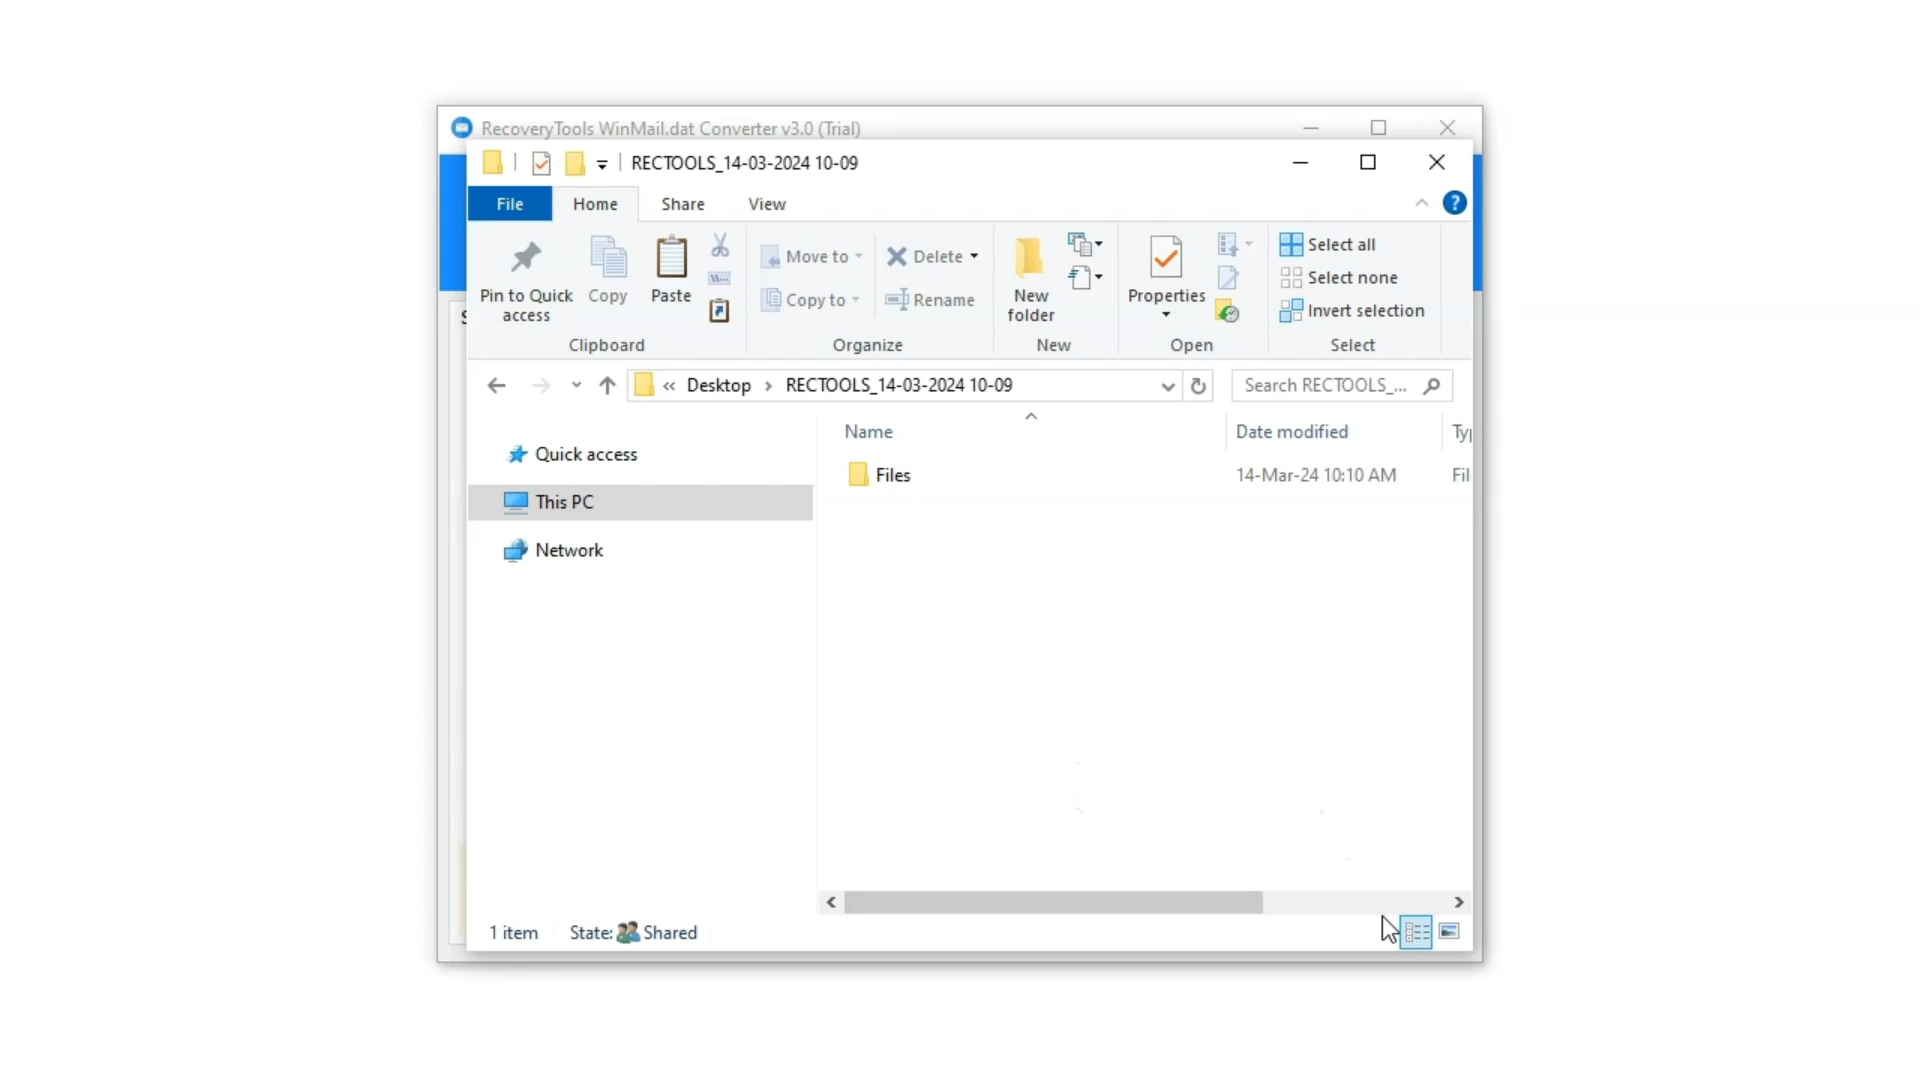 RecoveryTools WinMail.dat Converter v3.0 (Trial)
RECTOOLS_14-03-2024 10-09
File Home Share View
?
Pin to Quick access
Copy
Paste
Move to
Copy to
Delete
Rename
New folder
Properties
Select all
Select none
Invert selection
Clipboard Organize New Open Select
« Desktop > RECTOOLS_14-03-2024 10-09
Search RECTOOLS_...
Name Date modified Typ
Quick access
Files 14-Mar-24 10:10 AM Fil
This PC
Network
1 item State: Shared